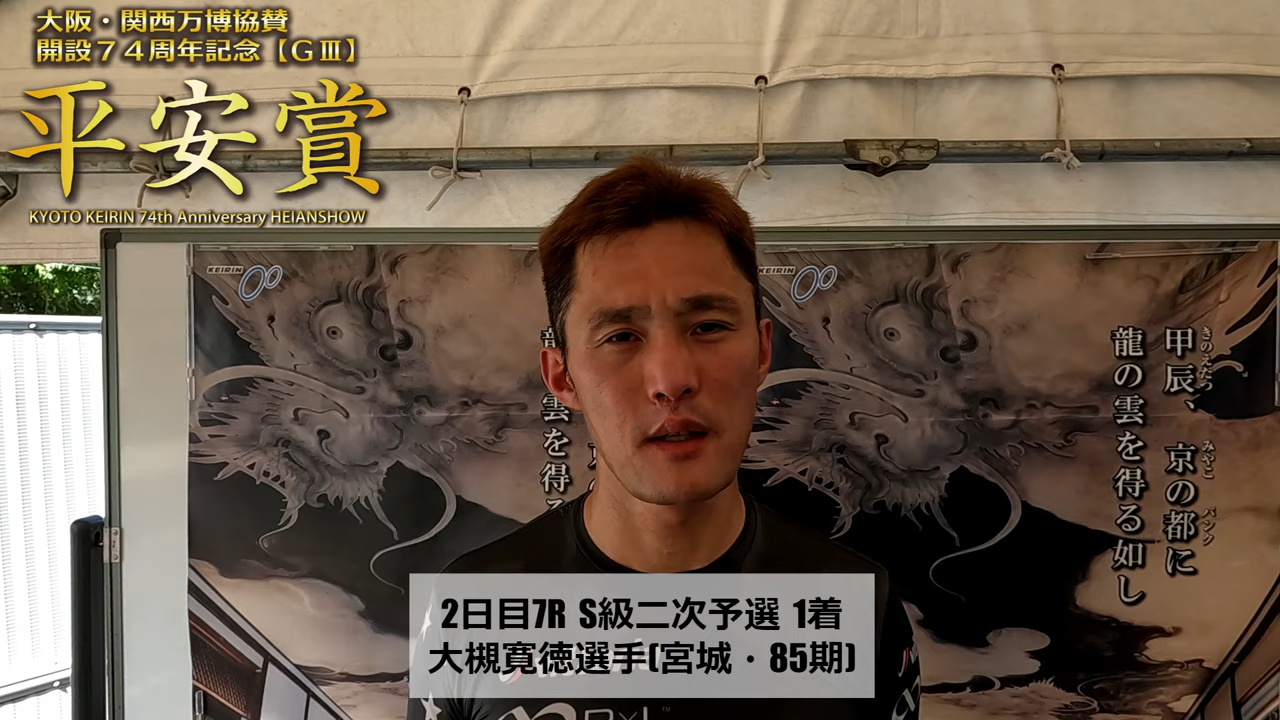 大阪・関西万博協賛
開設74周年記念【GⅢ】
平安賞
KYOTO KEIRIN 74th Anniversary HEIANSHOW
KEIRIN
KEIRIN
甲辰、京の都に
きのえたつ
みやこ
バンク
龍の雲を得る如し
雲を得る
2日目7R S級二次予選 1着
大槻寛徳選手(宮城・85期)